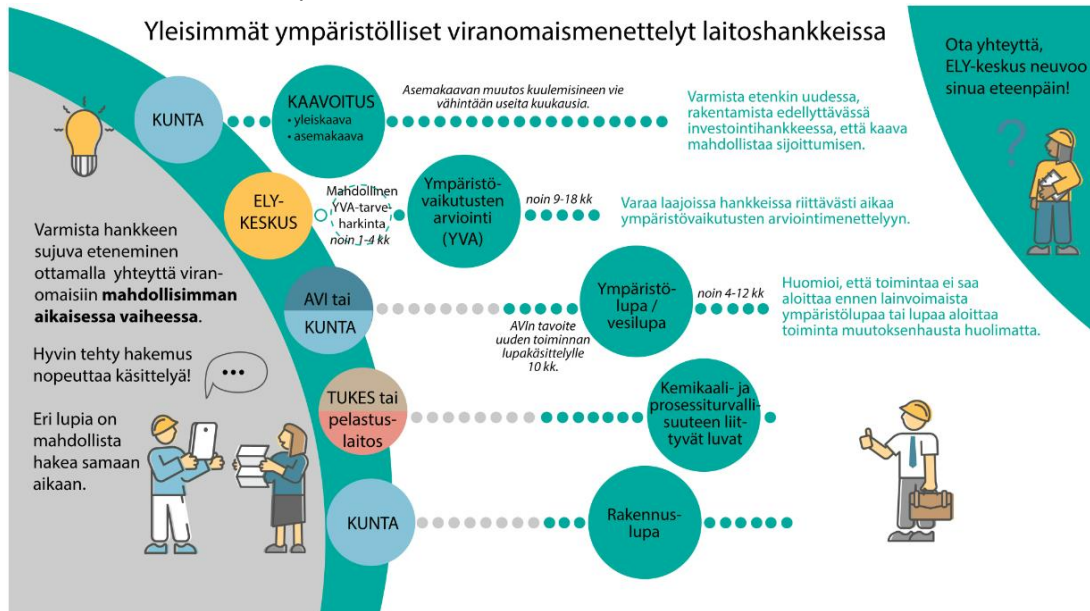 Yleisimmät ympäristölliset viranomaismenettelyt laitoshankkeissa
Ota yhteyttä,
ELY-keskus neuvoo
sinua eteenpäin!
?
KUNTA
KAAVOITUS
• yleiskaava
• asemakaava
Asemakaavan muutos kuulemisineen vie
vähintään useita kuukausia.
Varmista etenkin uudessa,
rakentamista edellyttävässä
investointihankkeessa, että kaava
mahdollistaa sijoittumisen.
ELY-
KESKUS
Mahdollinen
YVA-tarve-
harkinta
noin 1-4 kk
Ympäristö-
vaikutusten
arviointi
(YVA)
noin 9-18 kk
Varaa laajoissa hankkeissa riittävästi aikaa
ympäristövaikutusten arviointimenettelyyn.
Varmista hankkeen
sujuva eteneminen
ottamalla yhteyttä viran-
omaisiin mahdollisimman
aikaisessa vaiheessa.
Hyvin tehty hakemus
nopeuttaa käsittelyä!
Eri lupia on
mahdollista
hakea samaan
aikaan.
AVI tai
KUNTA
AVIn tavoite
uuden toiminnan
lupakäsittelylle
10 kk.
Ympäristö-
lupa /
vesilupa
noin 4-12 kk
Huomioi, että toimintaa ei saa
aloittaa ennen lainvoimaista
ympäristölupaa tai lupaa aloittaa
toiminta muutoksenhausta huolimatta.
TUKES tai
pelastus-
laitos
Kemikaali- ja
prosessiturvalli-
suuteen liit-
tyvät luvat
KUNTA
Rakennus-
lupa